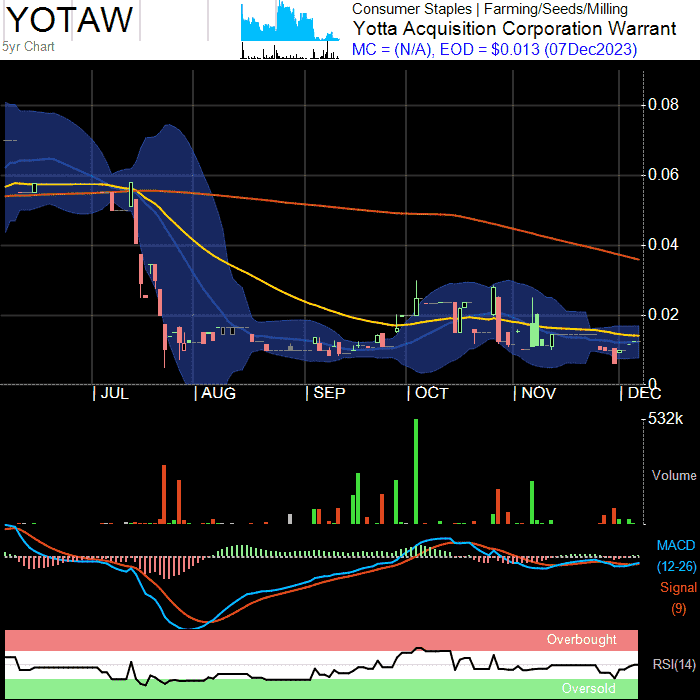 YOTAW
5yr Chart
Consumer Staples | Farming/Seeds/Milling
Yotta Acquisition Corporation Warrant
MC = (N/A), EOD = $0.013 (07Dec2023)
0.08
0.06
0.04
0.02
0
| JUL | AUG | SEP | OCT | NOV | DEC
532k
Volume
MACD
(12-26)
Signal
(9)
Overbought
RSI(14)
Oversold